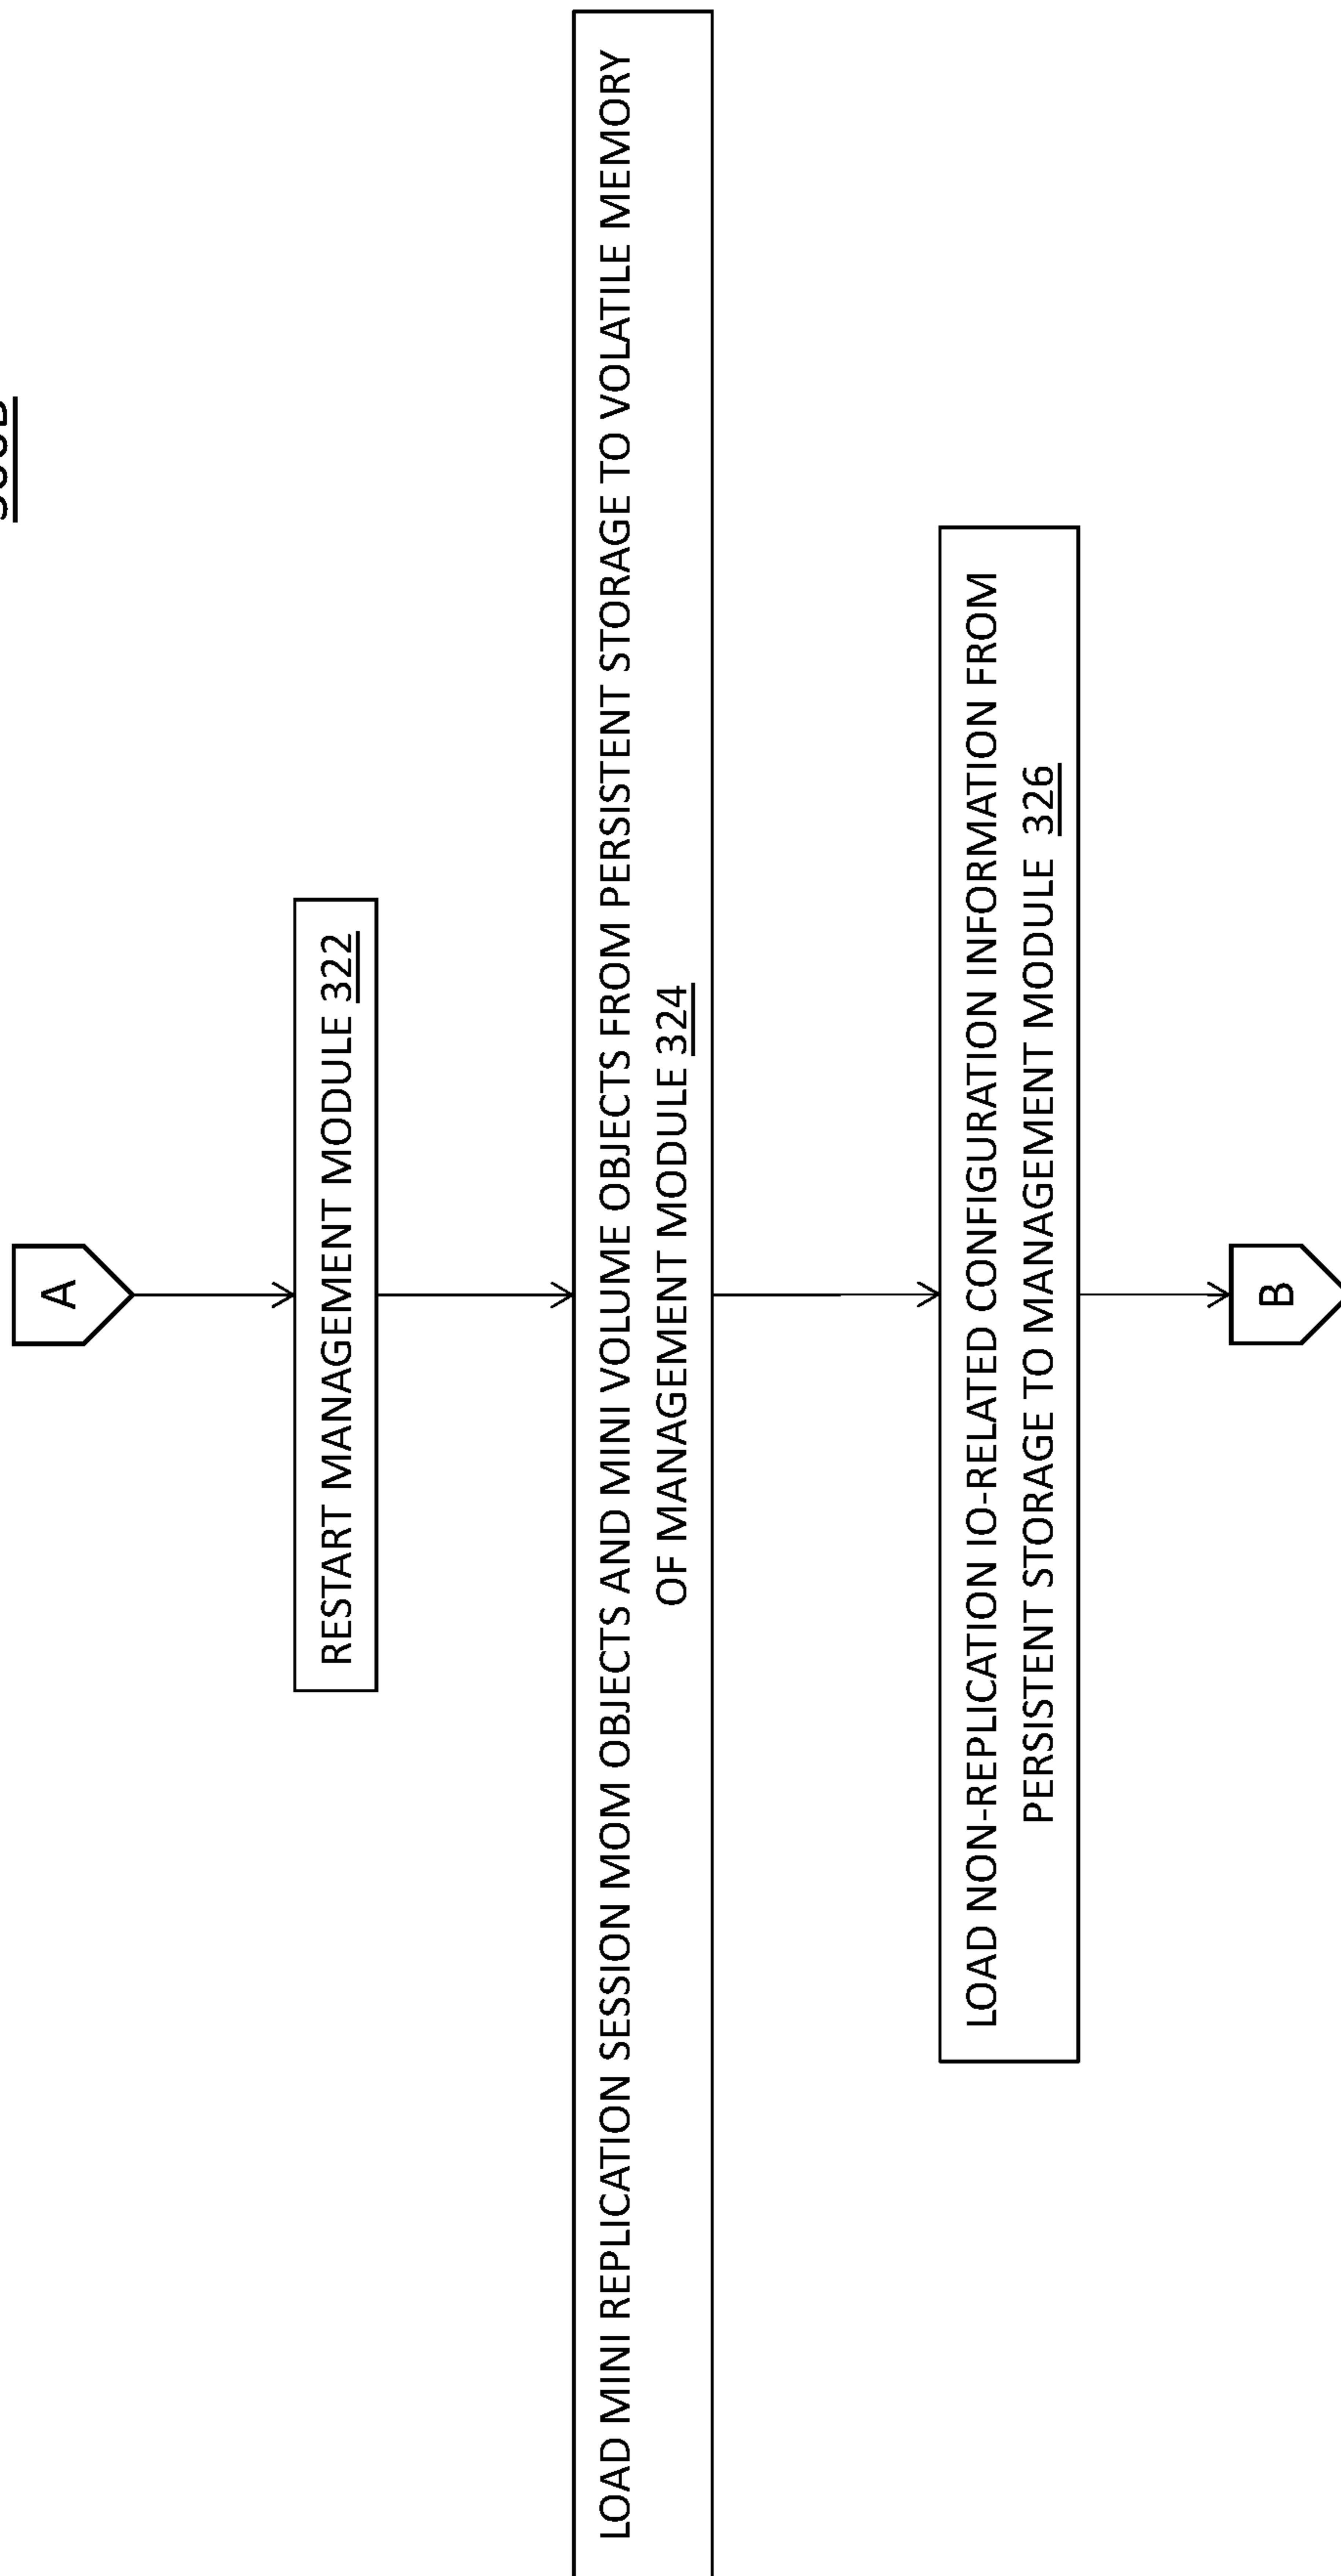 A
RESTART MANAGEMENT MODULE 322
LOAD MINI REPLICATION SESSION MOM OBJECTS AND MINI VOLUME OBJECTS FROM PERSISTENT STORAGE TO VOLATILE MEMORY
OF MANAGEMENT MODULE 324
LOAD NON-REPLICATION IO-RELATED CONFIGURATION INFORMATION FROM
PERSISTENT STORAGE TO MANAGEMENT MODULE 326
B